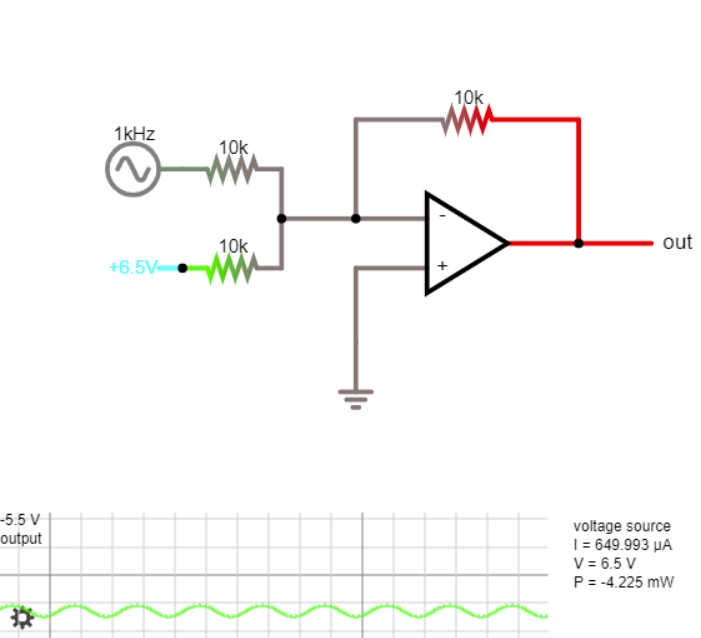 10k
1kHz
10k
-
out
10k
+6.5V
+
-5.5 V
output
voltage source
I = 649.993 μA
V = 6.5 V
P = -4.225 mW